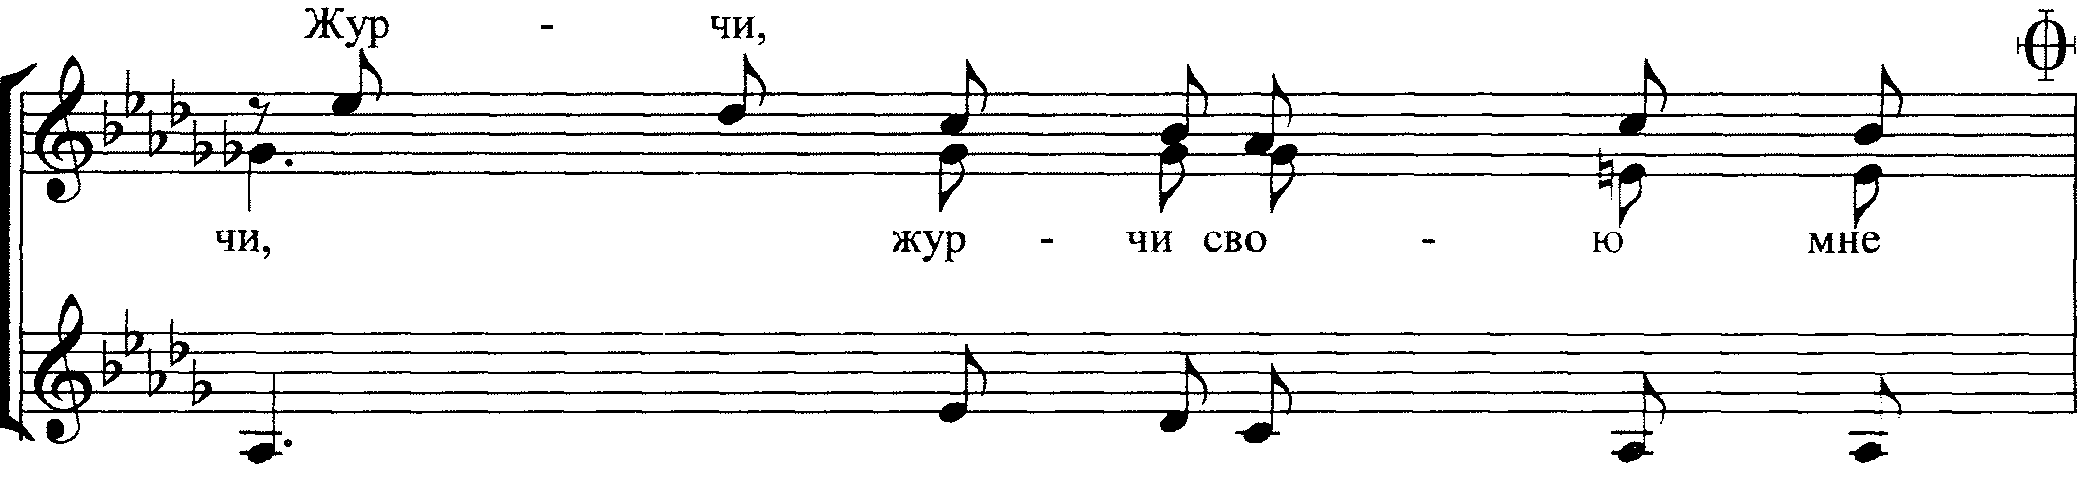 Жур - чи,
чи, жур - чи сво - ю мне